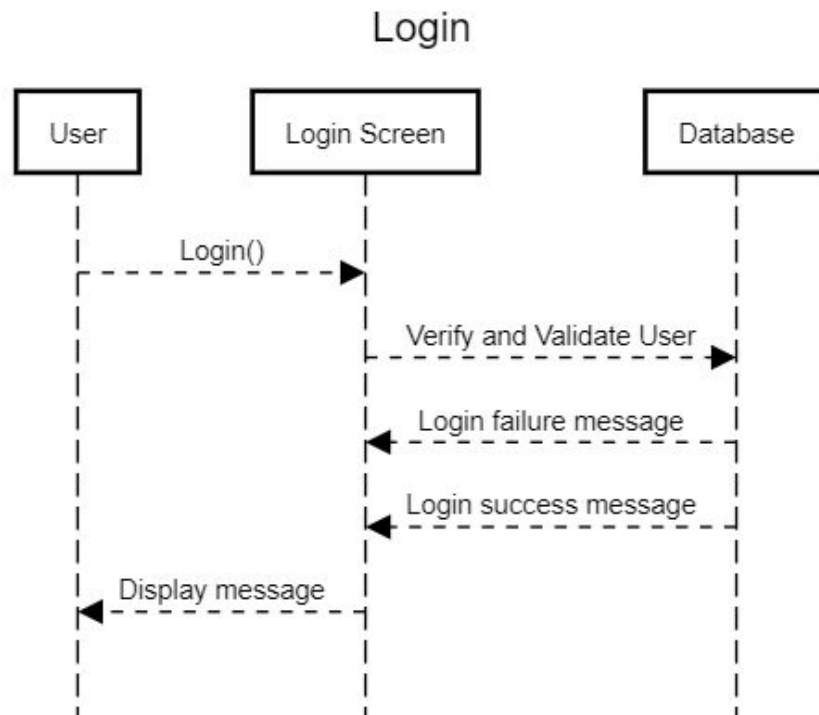 Login
User
Login Screen
Database
Login()
Verify and Validate User
Login failure message
Login success message
Display message